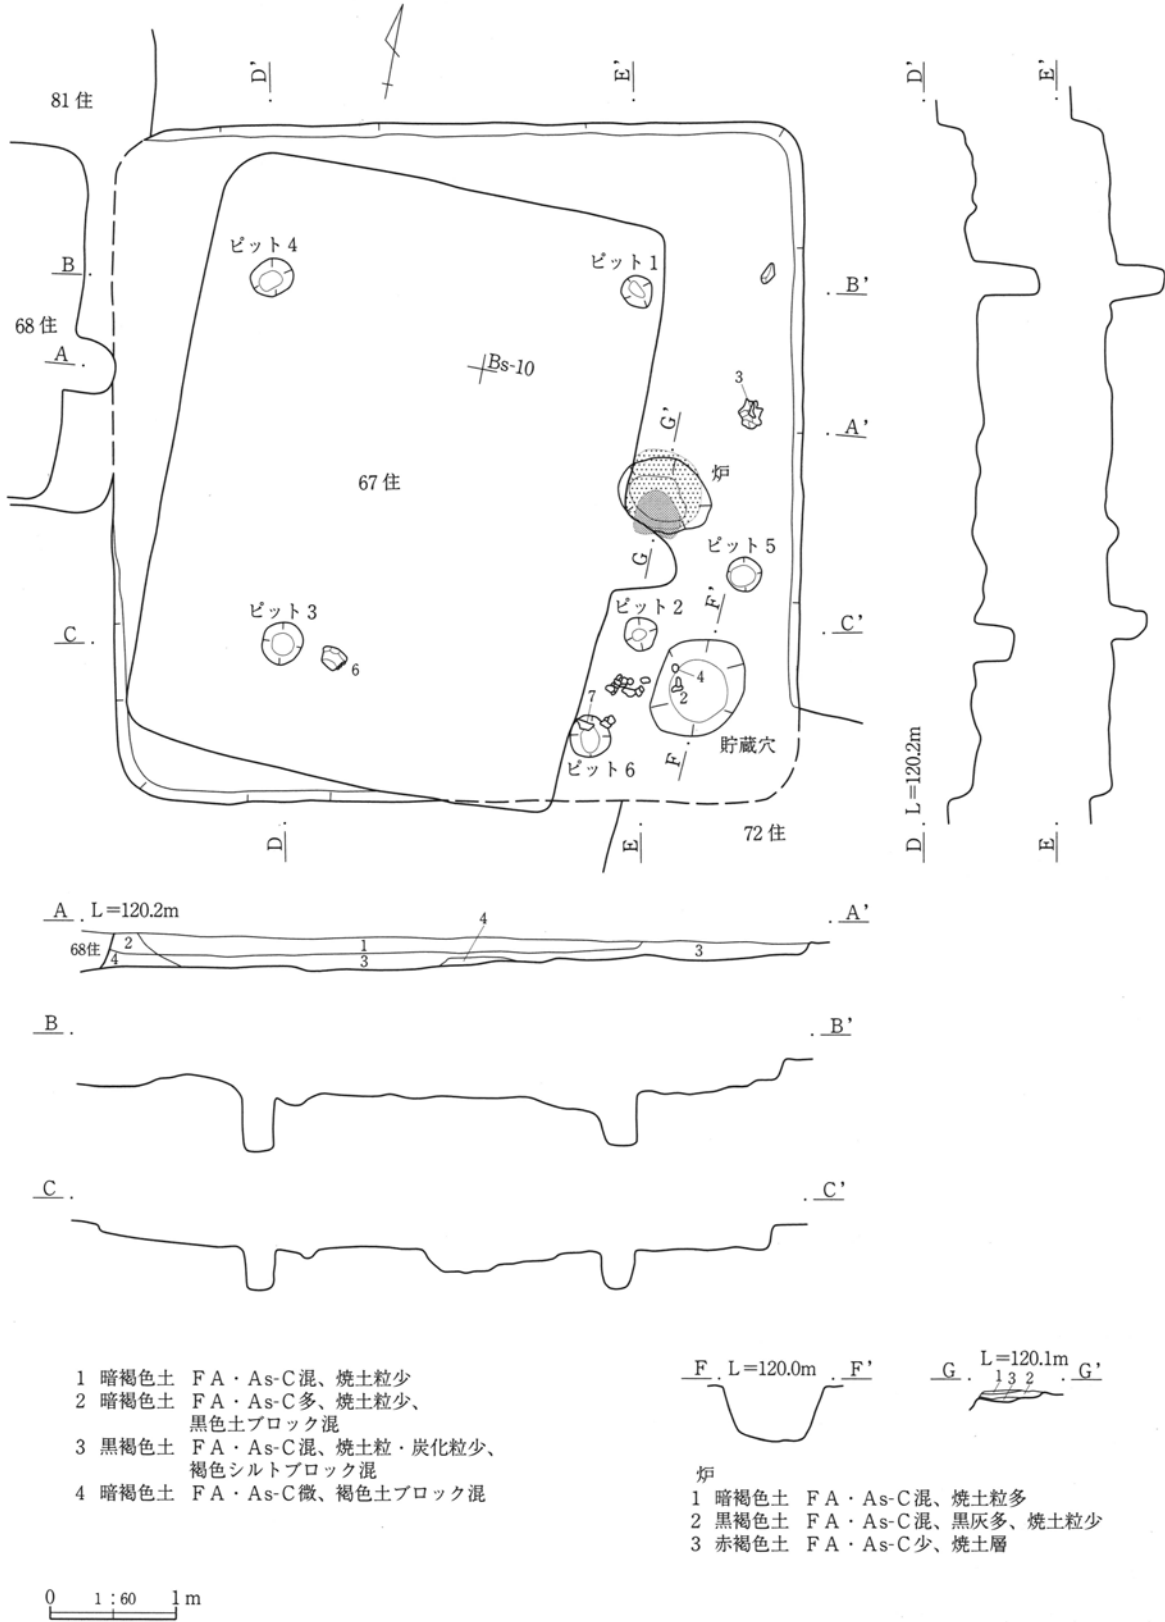 81住
D'
E'
D'
E'
ピット4
ピット1
B
B'
68住
A
Bs-10
3
A'
G'
炉
67住
G
ピット5
F'
ピット3
ピット2
C
C'
6
4
2
7
貯蔵穴
F
ピット6
72住
D
E
D L=120.2m
E
A L=120.2m
A'
4
68住
2
1
3
4
3
B
B'
C
C'
1 暗褐色土 FA・As-C混、焼土粒少
2 暗褐色土 FA・As-C多、焼土粒少、
黒色土ブロック混
3 黒褐色土 FA・As-C混、焼土粒・炭化粒少、
褐色シルトブロック混
4 暗褐色土 FA・As-C微、褐色土ブロック混
F L=120.0m F'
G L=120.1m G'
1 3 2
炉
1 暗褐色土 FA・As-C混、焼土粒多
2 黒褐色土 FA・As-C混、黒灰多、焼土粒少
3 赤褐色土 FA・As-C少、焼土層
0 1:60 1m